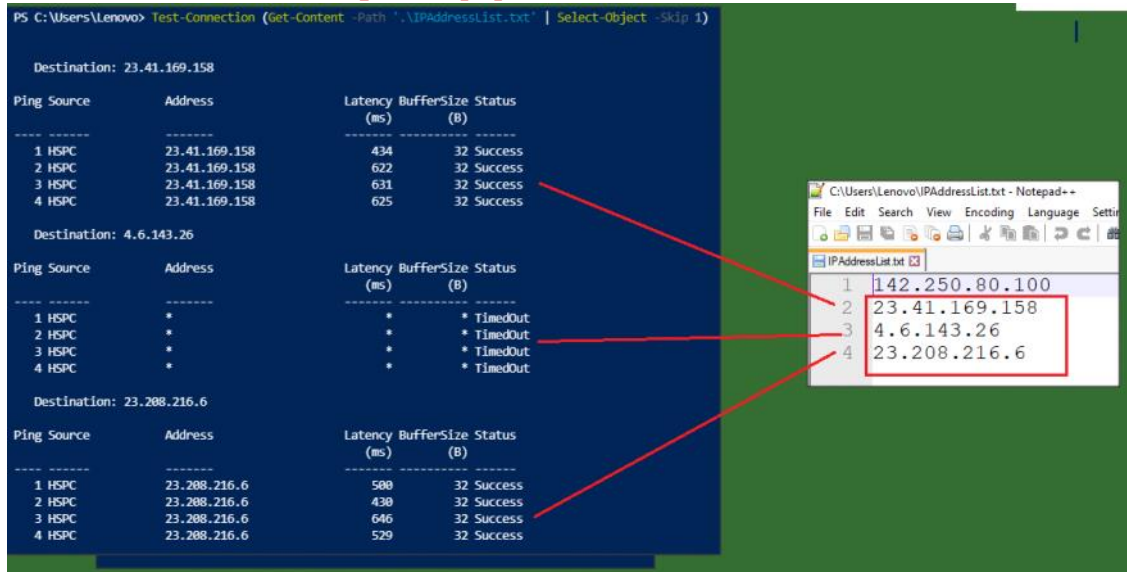 PS C:\Users\Lenovo> Test-Connection (Get-Content -Path '.\IPAddressList.txt' | Select-Object -Skip 1)
Destination: 23.41.169.158
Ping Source Address Latency BufferSize Status
(ms) (B)
---- ------ ------- ------- ---------- ------
1 HSPC 23.41.169.158 434 32 Success
2 HSPC 23.41.169.158 622 32 Success
3 HSPC 23.41.169.158 631 32 Success
4 HSPC 23.41.169.158 625 32 Success
Destination: 4.6.143.26
Ping Source Address Latency BufferSize Status
(ms) (B)
---- ------ ------- ------- ---------- ------
1 HSPC * * * TimedOut
2 HSPC * * * TimedOut
3 HSPC * * * TimedOut
4 HSPC * * * TimedOut
Destination: 23.208.216.6
Ping Source Address Latency BufferSize Status
(ms) (B)
---- ------ ------- ------- ---------- ------
1 HSPC 23.208.216.6 500 32 Success
2 HSPC 23.208.216.6 430 32 Success
3 HSPC 23.208.216.6 646 32 Success
4 HSPC 23.208.216.6 529 32 Success
C:\Users\Lenovo\IPAddressList.txt - Notepad++
File Edit Search View Encoding Language Settin
IPAddressList.txt
1 142.250.80.100
2 23.41.169.158
3 4.6.143.26
4 23.208.216.6